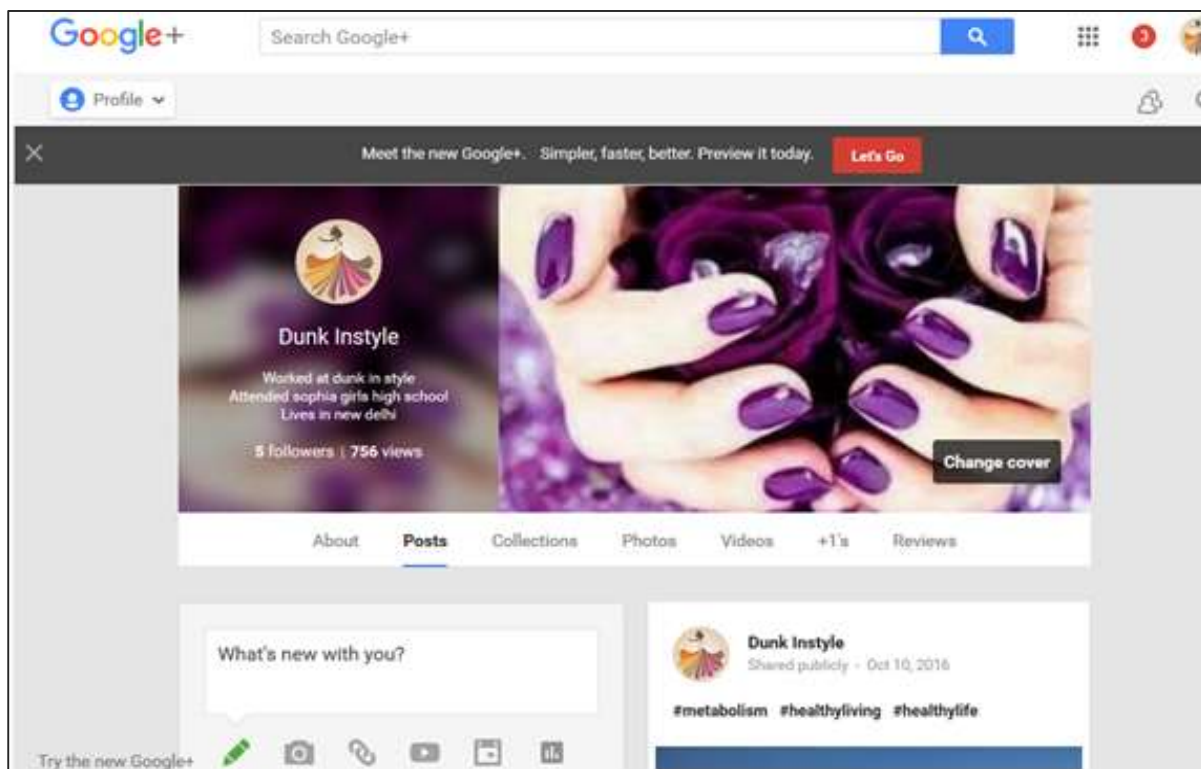 Google+
Search Google+
3
Profile
Meet the new Google+. Simpler, faster, better. Preview it today.
Let's Go
Dunk Instyle
Worked at dunk in style
Attended sophia girls high school
Lives in new delhi
5 followers | 756 views
Change cover
About Posts Collections Photos Videos +1's Reviews
What's new with you?
Try the new Google+
Dunk Instyle
Shared publicly - Oct 10, 2016
#metabolism #healthyliving #healthylife